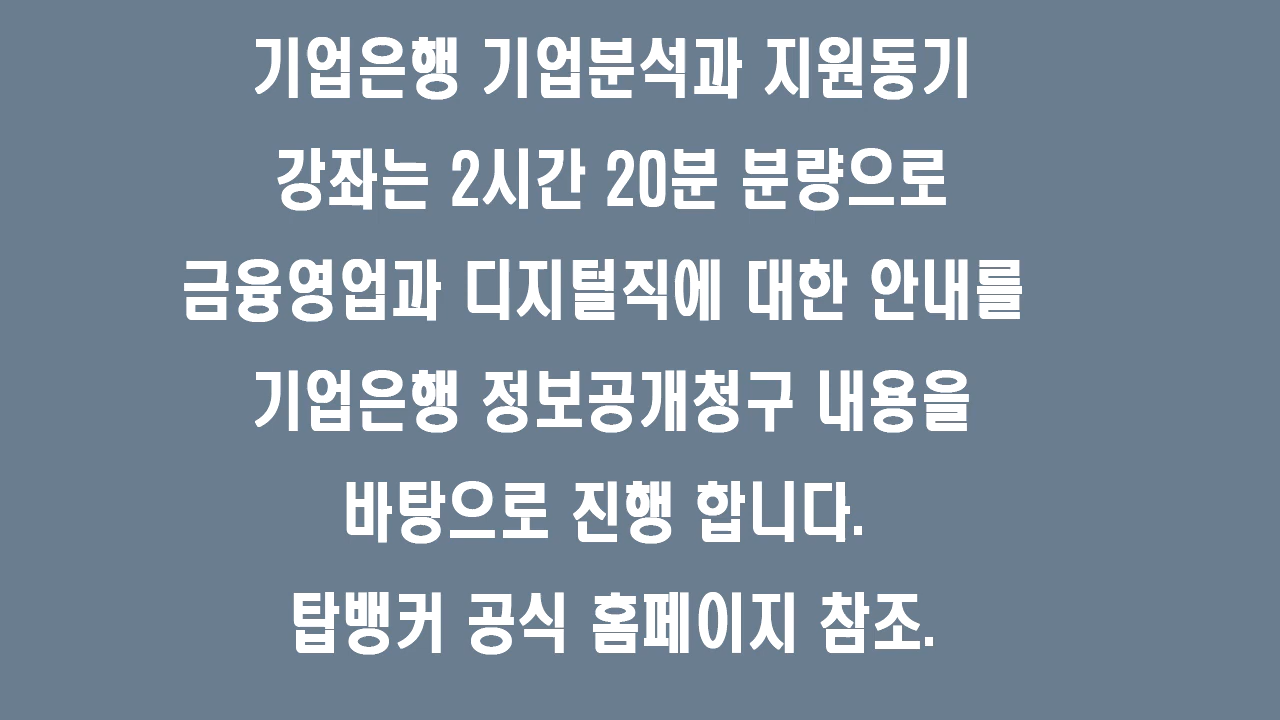 기업은행 기업분석과 지원동기
강좌는 2시간 20분 분량으로
금융영업과 디지털직에 대한 안내를
기업은행 정보공개청구 내용을
바탕으로 진행 합니다.
탑뱅커 공식 홈페이지 참조.